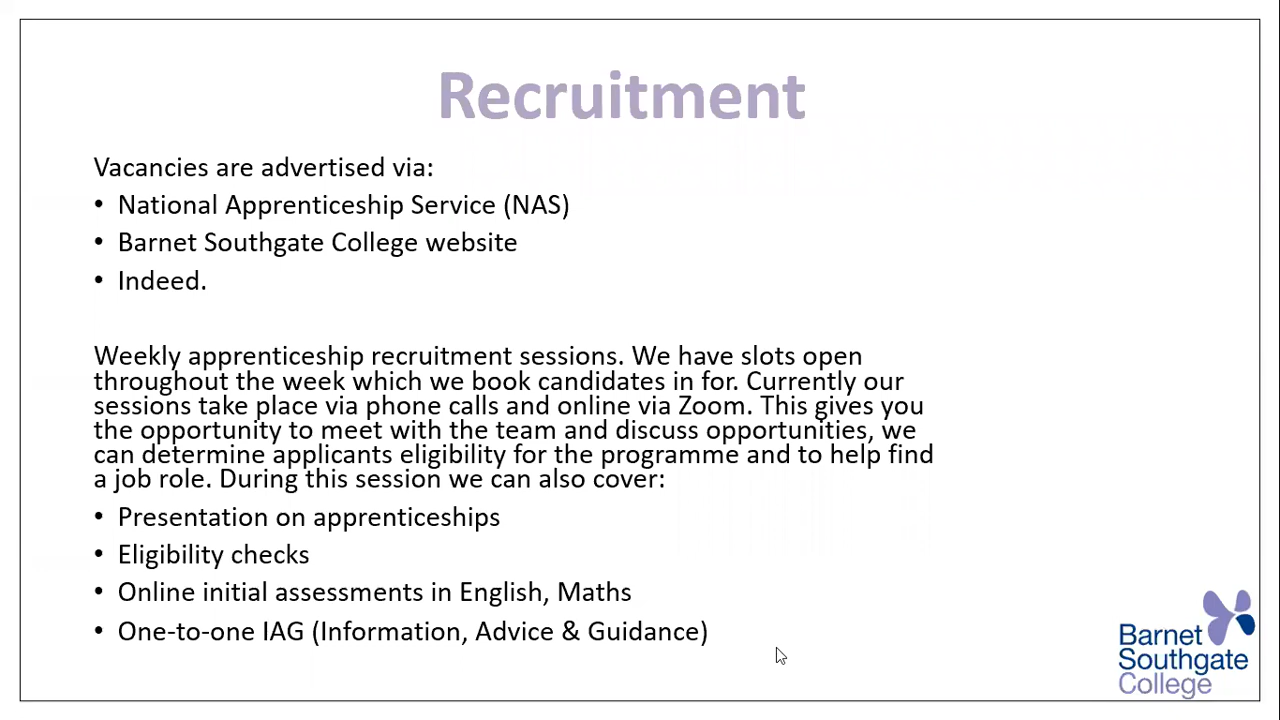 Recruitment
Vacancies are advertised via:
• National Apprenticeship Service (NAS)
• Barnet Southgate College website
• Indeed.
Weekly apprenticeship recruitment sessions. We have slots open
throughout the week which we book candidates in for. Currently our
sessions take place via phone calls and online via Zoom. This gives you
the opportunity to meet with the team and discuss opportunities, we
can determine applicants eligibility for the programme and to help find
a job role. During this session we can also cover:
• Presentation on apprenticeships
• Eligibility checks
• Online initial assessments in English, Maths
• One-to-one IAG (Information, Advice & Guidance)
Barnet
Southgate
College